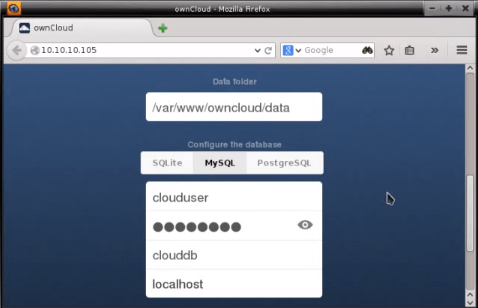 ownCloud - Mozilla Firefox
ownCloud
10.10.10.105 Google
Data folder
/var/www/owncloud/data
Configure the database
SQLite MySQL PostgreSQL
clouduser
●●●●●●●●
clouddb
localhost